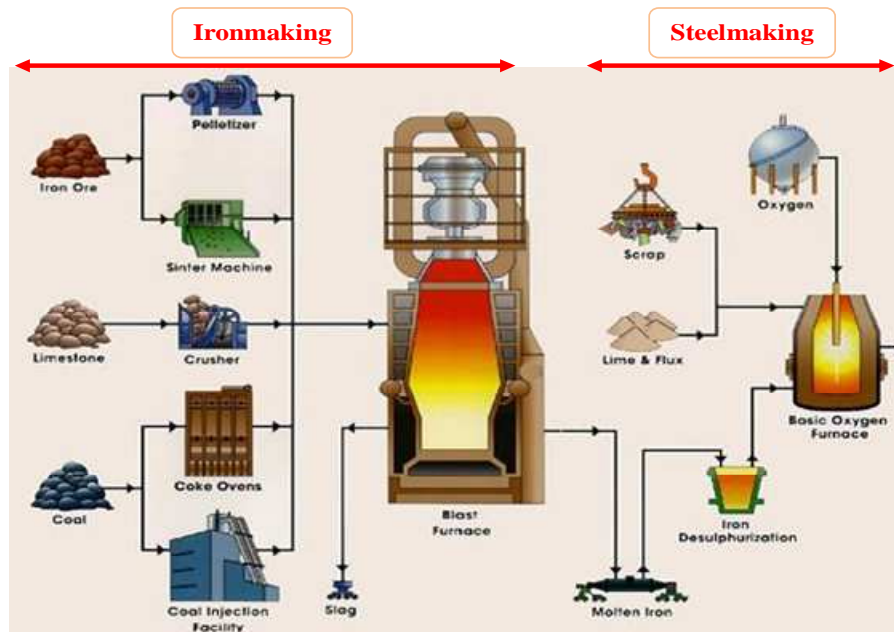 Ironmaking
Steelmaking
Pelletizer
Iron Ore
Sinter Machine
Limestone
Crusher
Coal
Coke Ovens
Coal Injection
Facility
Blast
Furnace
Slag
Oxygen
Scrap
Lime & Flux
Basic Oxygen
Furnace
Iron
Desulphurization
Molten Iron